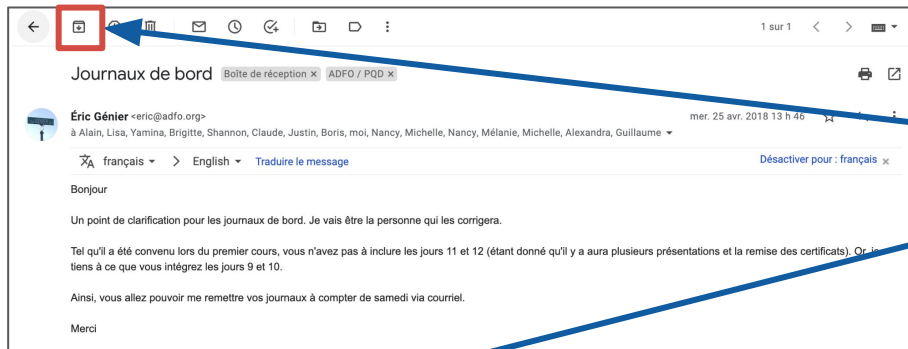 1 sur 1
Journaux de bord Boîte de réception × ADFO / PQD ×
Éric Génier <eric@adfo.org> mer. 25 avr. 2018 13 h 46
à Alain, Lisa, Yamina, Brigitte, Shannon, Claude, Justin, Boris, moi, Nancy, Michelle, Nancy, Mélanie, Michelle, Alexandra, Guillaume
français > English Traduire le message Désactiver pour : français ×
Bonjour
Un point de clarification pour les journaux de bord. Je vais être la personne qui les corrigera.
Tel qu'il a été convenu lors du premier cours, vous n'avez pas à inclure les jours 11 et 12 (étant donné qu'il y a aura plusieurs présentations et la remise des certificats). Or,
tiens à ce que vous intégrez les jours 9 et 10.
Ainsi, vous allez pouvoir me remettre vos journaux à compter de samedi via courriel.
Merci